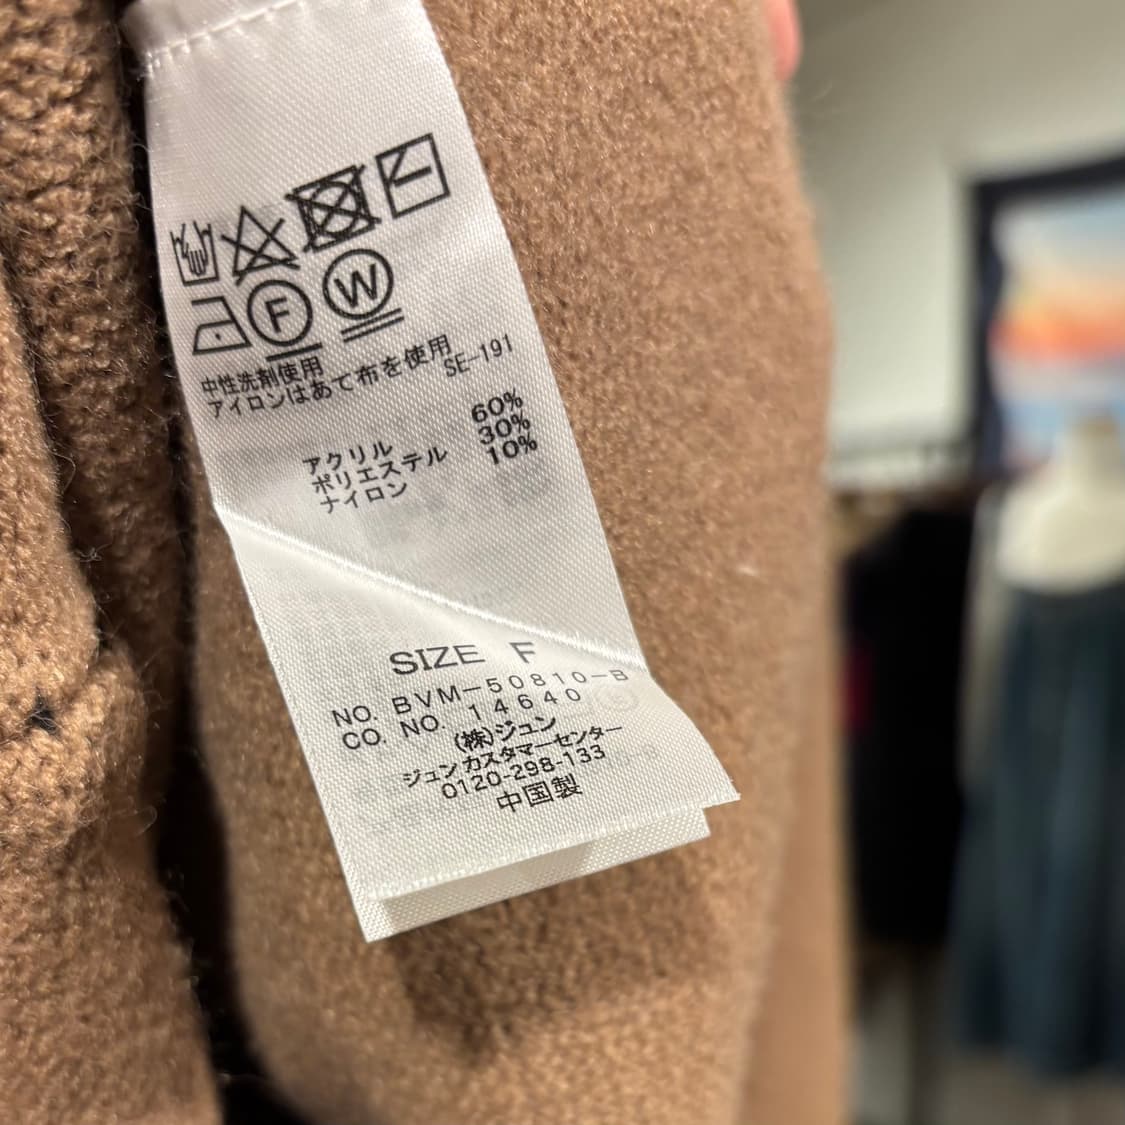 F W
中性洗剤使用
アイロンはあて布を使用
SE-191
アクリル 60%
ポリエステル 30%
ナイロン 10%
SIZE F
NO. BVM-50810-B
CO. NO. 14640
(株)ジュン
ジュンカスタマーセンター
0120-298-133
中国製